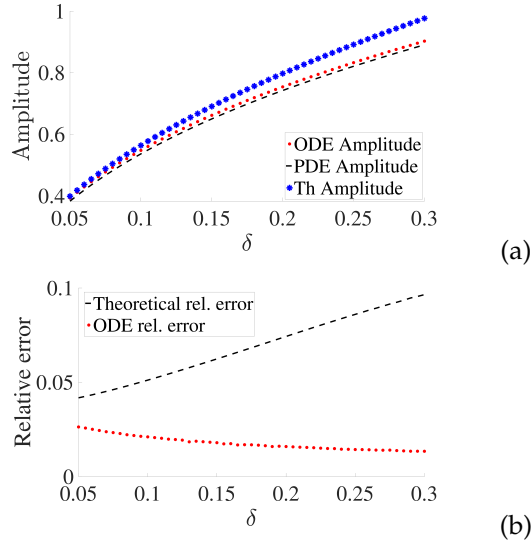 1
0.8
0.6
0.4
Amplitude
ODE Amplitude
PDE Amplitude
Th Amplitude
0.05 0.1 0.15 0.2 0.25 0.3
δ
(a)
0.1
0.05
0
Relative error
Theoretical rel. error
ODE rel. error
0.05 0.1 0.15 0.2 0.25 0.3
δ
(b)